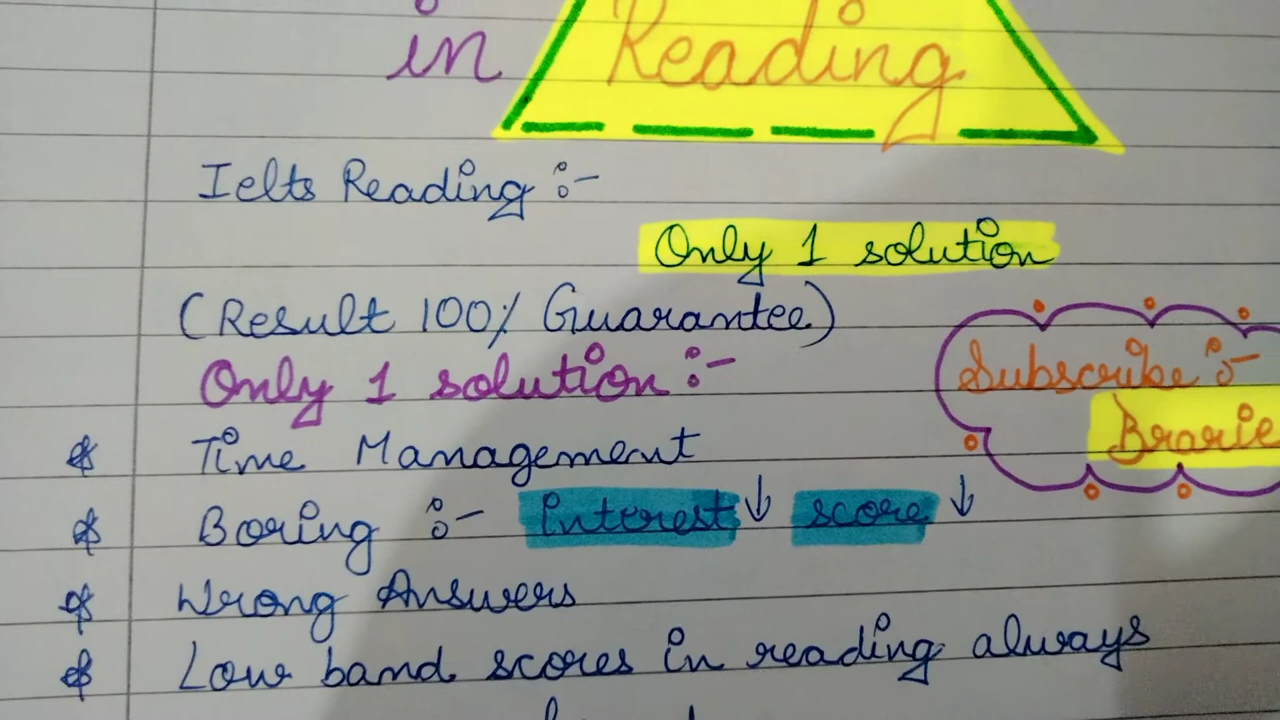 in Reading
Ielts Reading :-
Only 1 solution
(Result 100% Guarantee)
Only 1 solution :-
Subscribe :-
* Time Management
* Boring :- interest ↓ score ↓
* Wrong Answers
* Low band scores in reading always